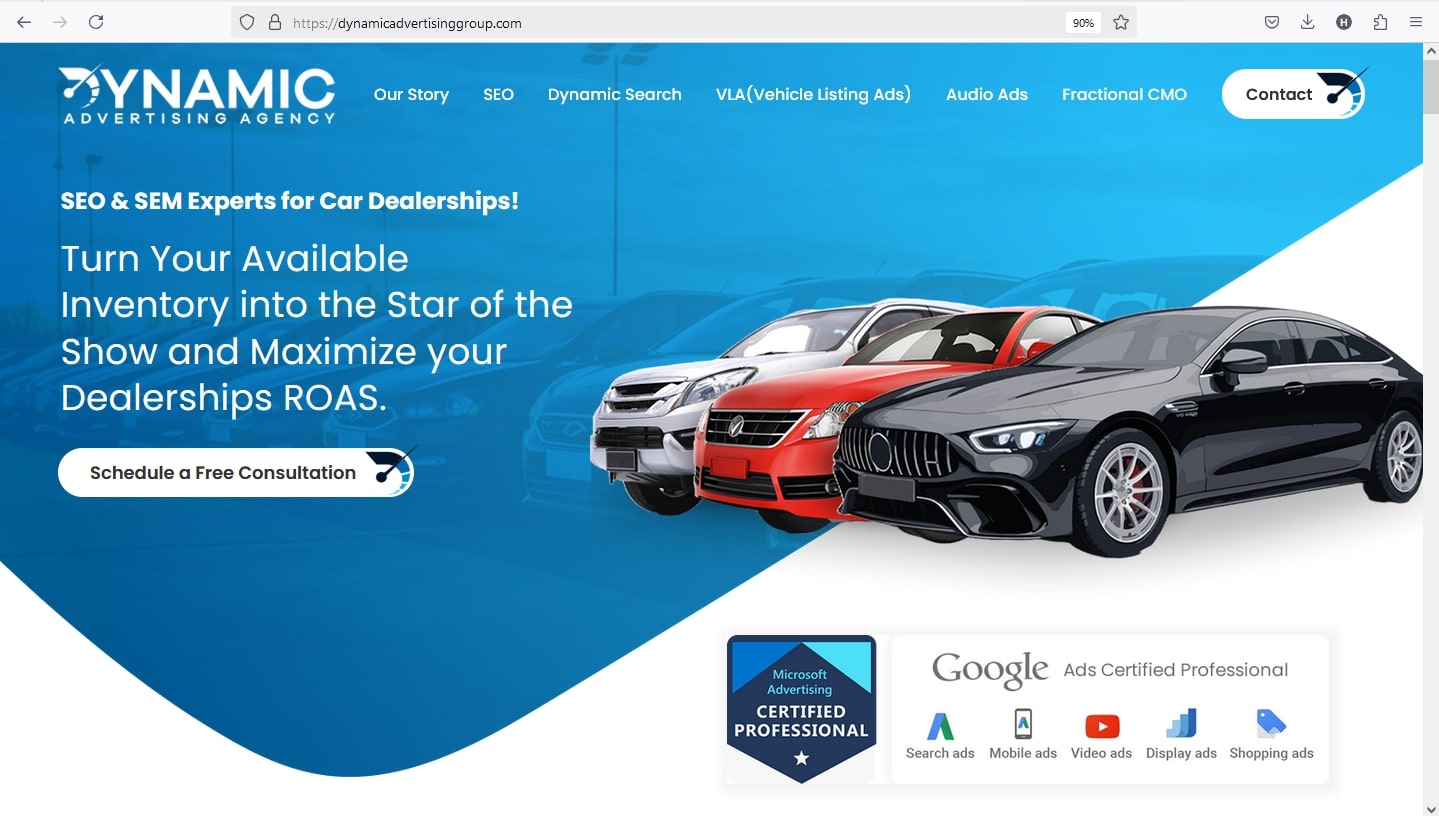 https://dynamicadvertisinggroup.com
90%
H
DYNAMIC
ADVERTISING AGENCY
Our Story
SEO
Dynamic Search
VLA(Vehicle Listing Ads)
Audio Ads
Fractional CMO
Contact
SEO & SEM Experts for Car Dealerships!
Turn Your Available
Inventory into the Star of the
Show and Maximize your
Dealerships ROAS.
Schedule a Free Consultation
Microsoft
Advertising
CERTIFIED
PROFESSIONAL
Google Ads Certified Professional
Search ads
Mobile ads
Video ads
Display ads
Shopping ads